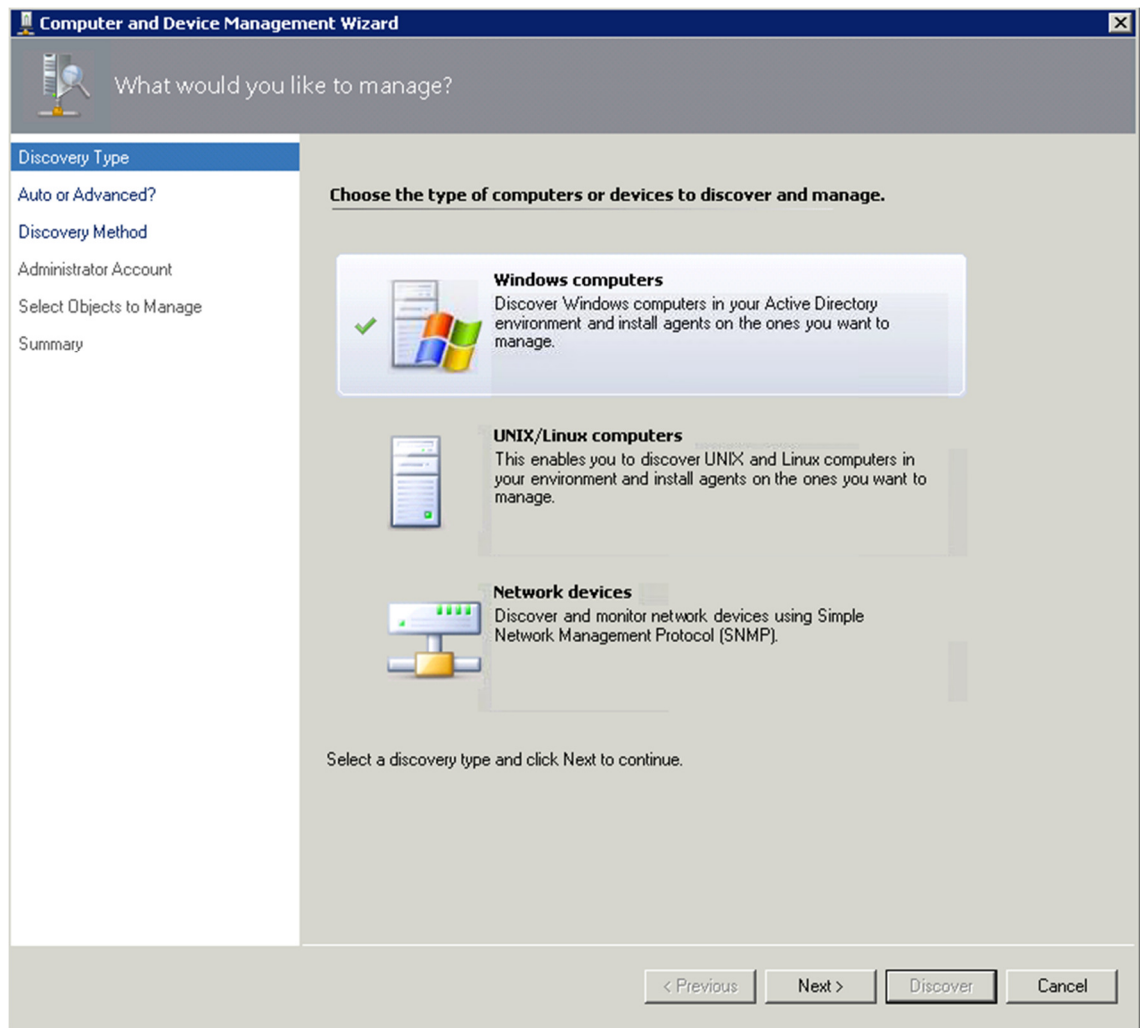 Computer and Device Management Wizard
What would you like to manage?
Discovery Type
Auto or Advanced?
Discovery Method
Administrator Account
Select Objects to Manage
Summary
Choose the type of computers or devices to discover and manage.
Windows computers
Discover Windows computers in your Active Directory
environment and install agents on the ones you want to
manage.
UNIX/Linux computers
This enables you to discover UNIX and Linux computers in
your environment and install agents on the ones you want to
manage.
Network devices
Discover and monitor network devices using Simple
Network Management Protocol (SNMP).
Select a discovery type and click Next to continue.
< Previous
Next >
Discover
Cancel